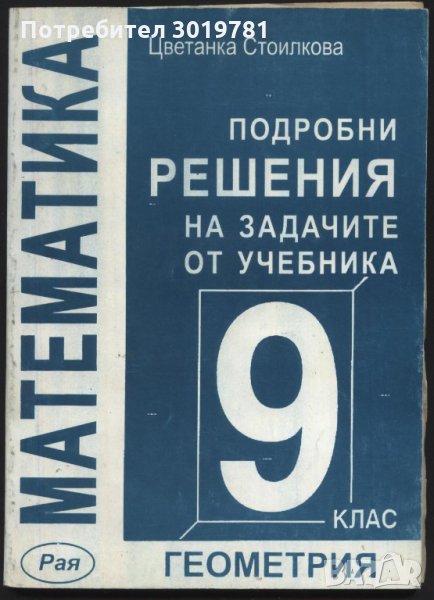 Потребител 3019781
Цветанка Стоилкова
МАТЕМАТИКА
ПОДРОБНИ
РЕШЕНИЯ
НА ЗАДАЧИТЕ
ОТ УЧЕБНИКА
9
КЛАС
Рая
ГЕОМЕТРИЯ